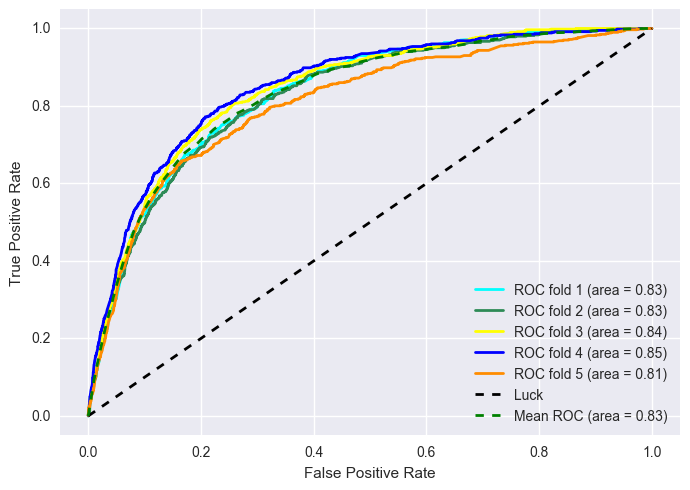 1.0
0.8
0.6
0.4
0.2
0.0
True Positive Rate
ROC fold 1 (area = 0.83)
ROC fold 2 (area = 0.83)
ROC fold 3 (area = 0.84)
ROC fold 4 (area = 0.85)
ROC fold 5 (area = 0.81)
Luck
Mean ROC (area = 0.83)
0.0 0.2 0.4 0.6 0.8 1.0
False Positive Rate